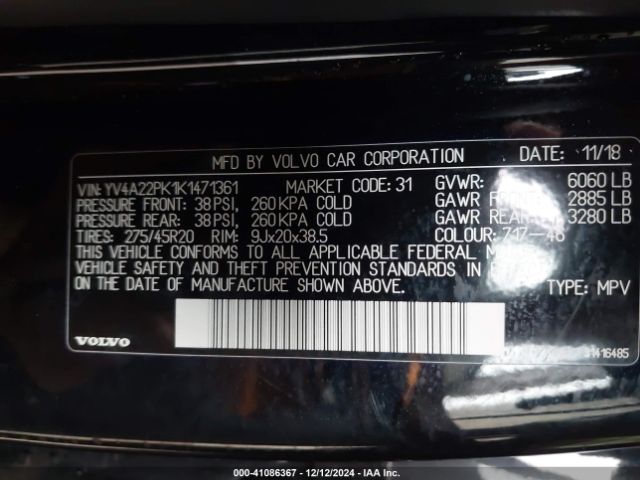 MFD BY VOLVO CAR CORPORATION DATE: 11/18
VIN: YV4A22PK1K1471361 MARKET CODE: 31 GVWR: 6060 LB
PRESSURE FRONT: 38 PSI, 260 KPA COLD GAWR FRONT: 2885 LB
PRESSURE REAR: 38 PSI, 260 KPA COLD GAWR REAR: 3280 LB
TIRES: 275/45R20 RIM: 9Jx20x38.5 COLOUR: 717-46
THIS VEHICLE CONFORMS TO ALL APPLICABLE FEDERAL
VEHICLE SAFETY AND THEFT PREVENTION STANDARDS IN
ON THE DATE OF MANUFACTURE SHOWN ABOVE. TYPE: MPV
VOLVO
31416485
000-41086367 - 12/12/2024 - IAA Inc.